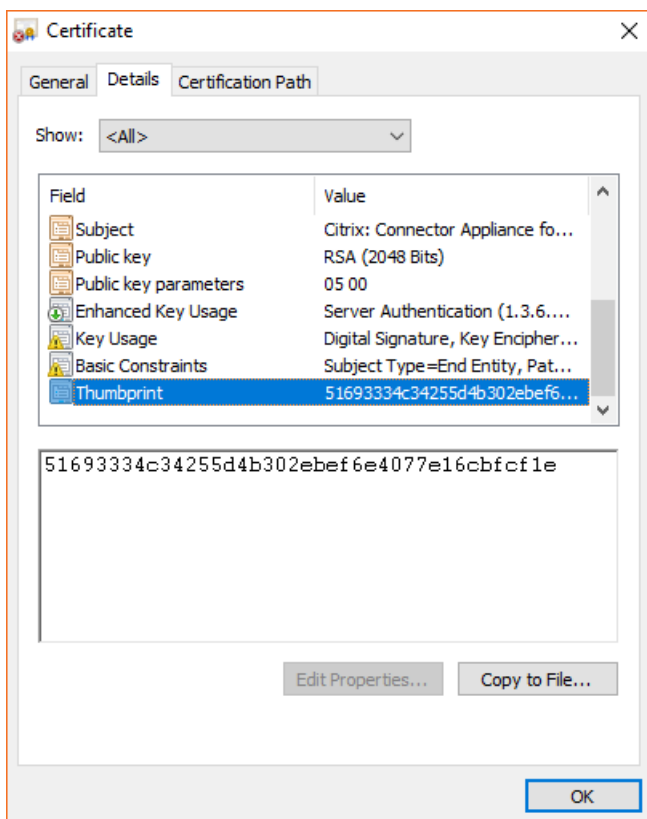 Certificate
General Details Certification Path
Show: <All>
Field Value
Subject Citrix: Connector Appliance fo...
Public key RSA (2048 Bits)
Public key parameters 05 00
Enhanced Key Usage Server Authentication (1.3.6....
Key Usage Digital Signature, Key Encipher...
Basic Constraints Subject Type=End Entity, Pat...
Thumbprint 51693334c34255d4b302ebef6...
51693334c34255d4b302ebef6e4077e16cbfcf1e
Edit Properties... Copy to File...
OK